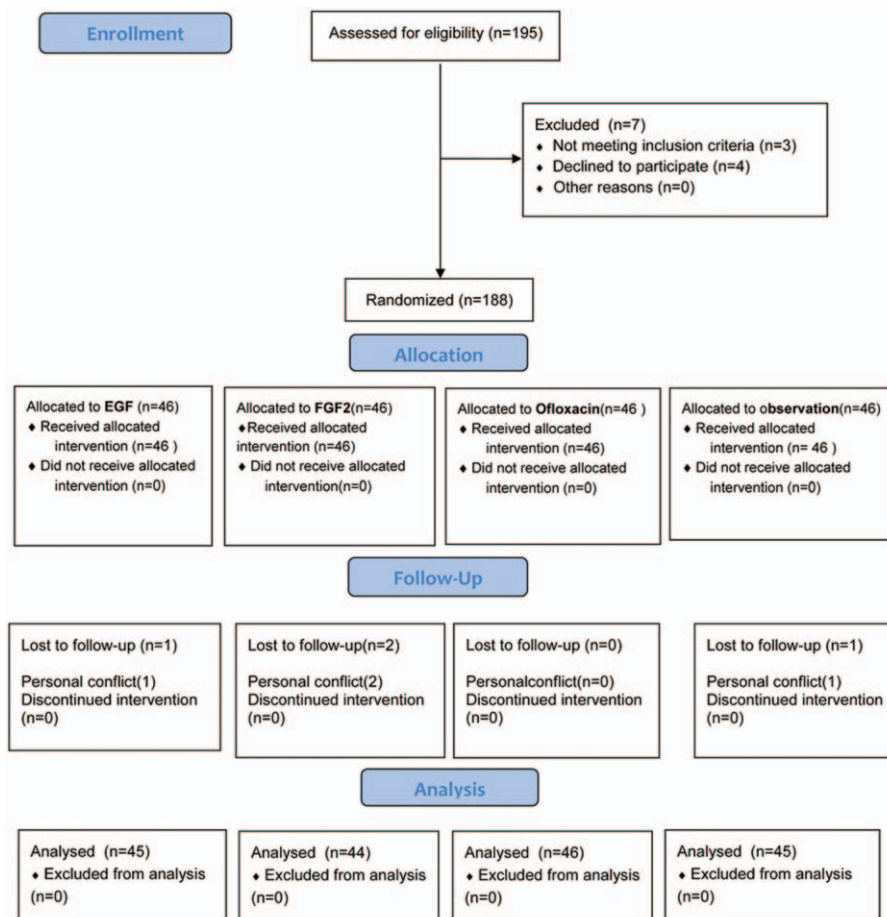 Enrollment
Assessed for eligibility (n=195)
Excluded (n=7)
♦ Not meeting inclusion criteria (n=3)
♦ Declined to participate (n=4)
♦ Other reasons (n=0)
Randomized (n=188)
Allocation
Allocated to EGF (n=46)
♦ Received allocated
intervention (n=46 )
♦ Did not receive allocated
intervention (n=0)
Allocated to FGF2(n=46)
♦Received allocated
intervention (n=46)
♦ Did not receive allocated
intervention(n=0)
Allocated to Ofloxacin(n=46 )
♦ Received allocated
intervention (n=46)
♦ Did not receive allocated
intervention (n=0)
Allocated to observation(n=46)
♦ Received allocated
intervention (n= 46 )
♦ Did not receive allocated
intervention (n=0)
Follow-Up
Lost to follow-up (n=1)
Personal conflict(1)
Discontinued intervention
(n=0)
Lost to follow-up(n=2)
Personal conflict(2)
Discontinued intervention
(n=0)
Lost to follow-up (n=0)
Personalconflict(n=0)
Discontinued intervention
(n=0)
Lost to follow-up (n=1)
Personal conflict(1)
Discontinued intervention
(n=0)
Analysis
Analysed (n=45)
♦ Excluded from analysis
(n=0)
Analysed (n=44)
♦ Excluded from analysis
(n=0)
Analysed (n=46)
♦ Excluded from analysis
(n=0)
Analysed (n=45)
♦ Excluded from analysis
(n=0)